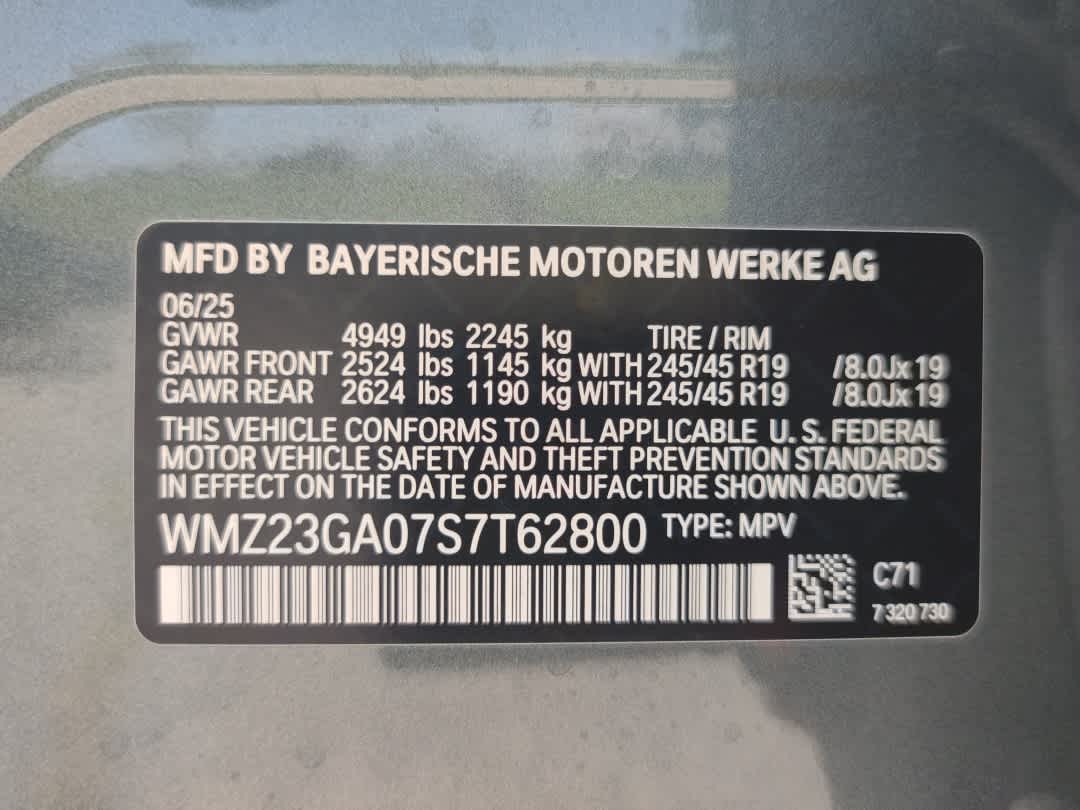 MFD BY BAYERISCHE MOTOREN WERKE AG
06/25
GVWR 4949 lbs 2245 kg TIRE / RIM
GAWR FRONT 2524 lbs 1145 kg WITH 245/45 R19 /8.0Jx19
GAWR REAR 2624 lbs 1190 kg WITH 245/45 R19 /8.0Jx19
THIS VEHICLE CONFORMS TO ALL APPLICABLE U. S. FEDERAL
MOTOR VEHICLE SAFETY AND THEFT PREVENTION STANDARDS
IN EFFECT ON THE DATE OF MANUFACTURE SHOWN ABOVE.
WMZ23GA07S7T62800 TYPE: MPV
C71
7 320 730